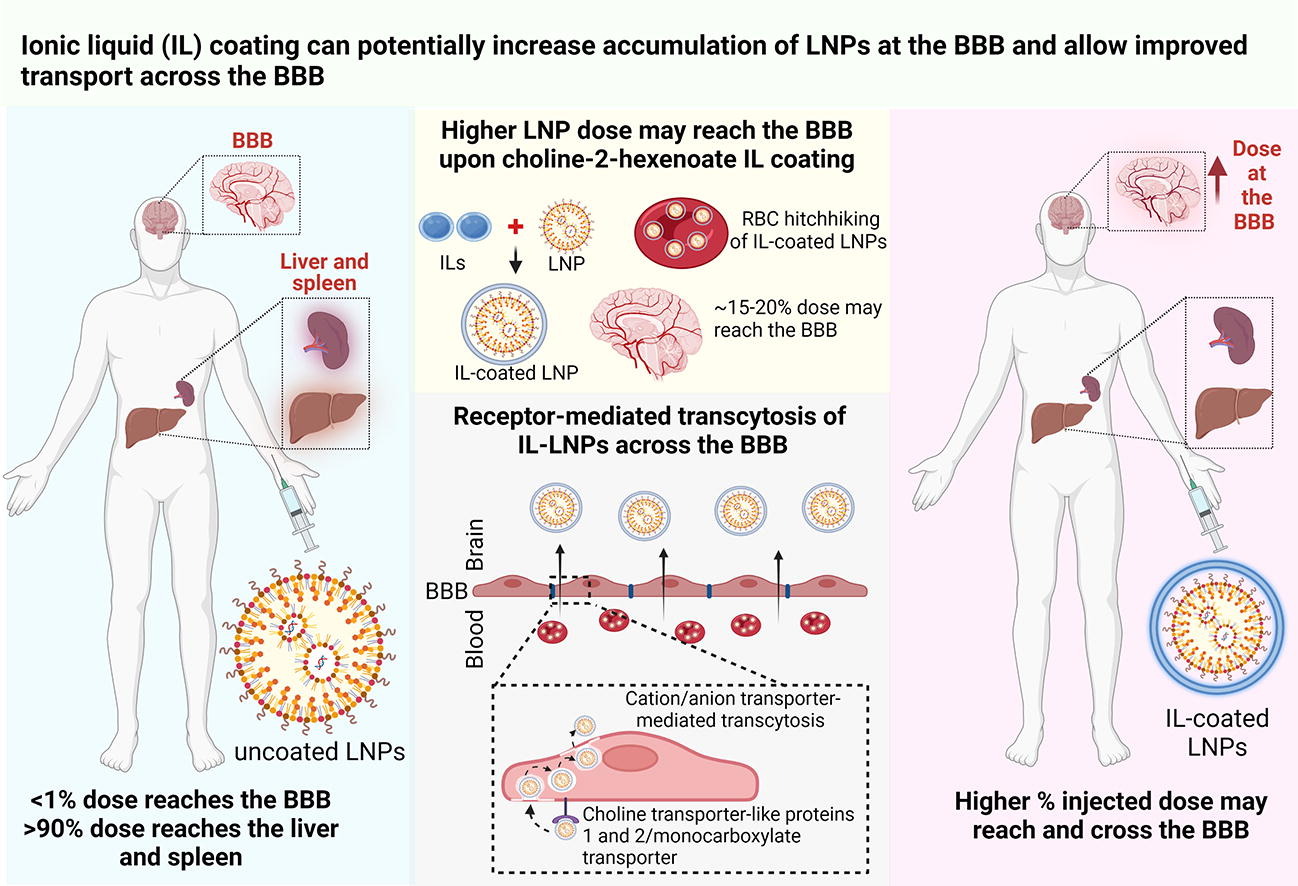 Ionic liquid (IL) coating can potentially increase accumulation of LNPs at the BBB and allow improved
transport across the BBB
BBB
Liver and
spleen
uncoated LNPs
<1% dose reaches the BBB
>90% dose reaches the liver
and spleen
Higher LNP dose may reach the BBB
upon choline-2-hexenoate IL coating
ILs
+
LNP
IL-coated LNP
RBC hitchhiking
of IL-coated LNPs
~15-20% dose may
reach the BBB
Receptor-mediated transcytosis of
IL-LNPs across the BBB
Brain
BBB
Blood
Cation/anion transporter-
mediated transcytosis
Choline transporter-like proteins
1 and 2/monocarboxylate
transporter
Dose
at
the
BBB
IL-coated
LNPs
Higher % injected dose may
reach and cross the BBB